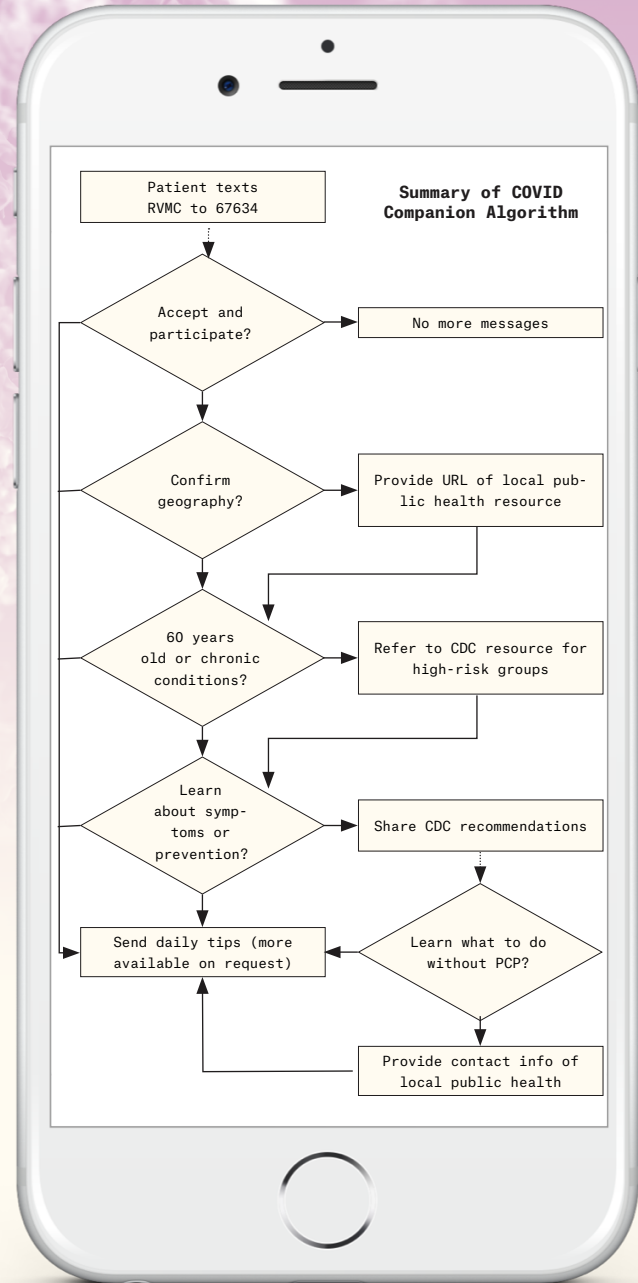 Patient texts
RVMC to 67634
Summary of COVID
Companion Algorithm
Accept and
participate?
No more messages
Confirm
geography?
Provide URL of local pub-
lic health resource
60 years
old or chronic
conditions?
Refer to CDC resource for
high-risk groups
Learn
about symp-
toms or
prevention?
Share CDC recommendations
Send daily tips (more
available on request)
Learn what to do
without PCP?
Provide contact info of
local public health